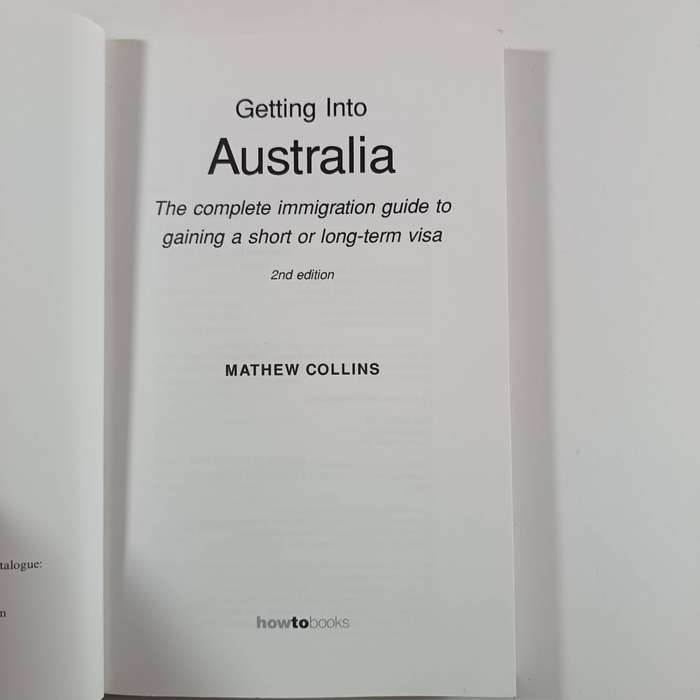 Getting Into
Australia
The complete immigration guide to
gaining a short or long-term visa
2nd edition
MATHEW COLLINS
howtobooks
talogue:
n